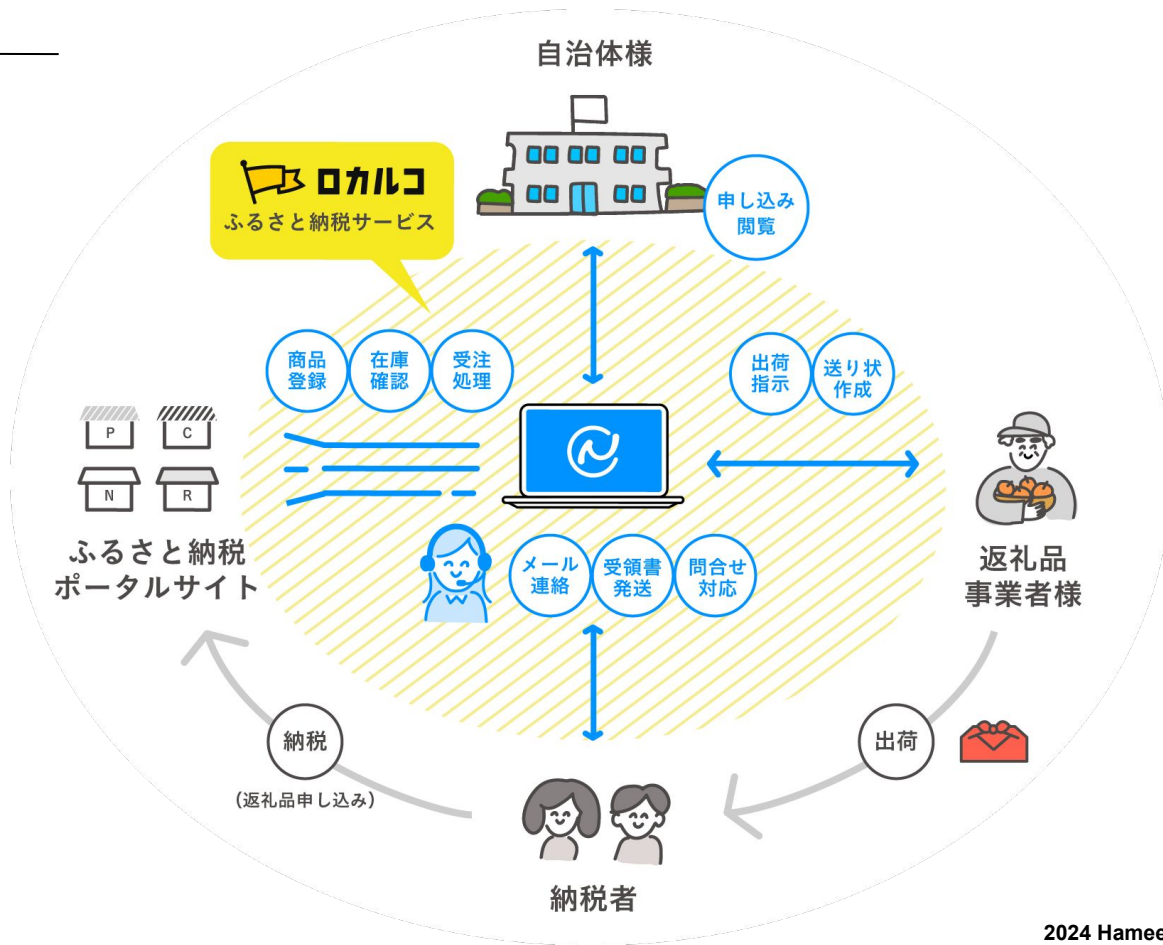 自治体様
ロカルコ
ふるさと納税サービス
申し込み
閲覧
商品
登録
在庫
確認
受注
処理
出荷
指示
送り状
作成
P
C
N
R
ふるさと納税
ポータルサイト
メール
連絡
受領書
発送
問合せ
対応
返礼品
事業者様
納税
(返礼品申し込み)
出荷
納税者
2024 Hamee